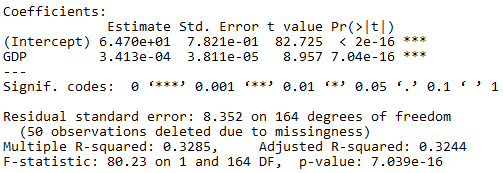 Coefficients:
Estimate Std. Error t value Pr(>|t|)
(Intercept) 6.470e+01 7.821e-01 82.725 < 2e-16 ***
GDP 3.413e-04 3.811e-05 8.957 7.04e-16 ***
---
Signif. codes: 0 ‘***’ 0.001 ‘**’ 0.01 ‘*’ 0.05 ‘.’ 0.1 ‘ ’ 1
Residual standard error: 8.352 on 164 degrees of freedom
(50 observations deleted due to missingness)
Multiple R-squared: 0.3285, Adjusted R-squared: 0.3244
F-statistic: 80.23 on 1 and 164 DF, p-value: 7.039e-16